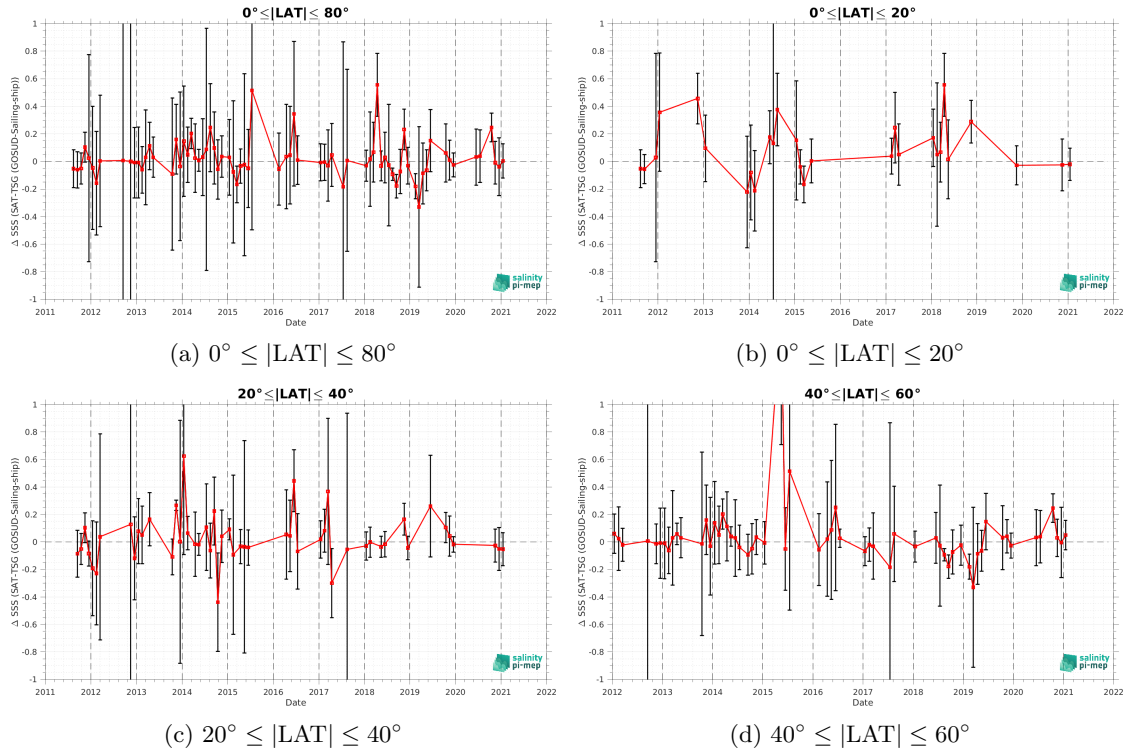 0°≤|LAT|≤ 80°
Δ SSS (SAT-TSG (GOSUD-Sailing-ship))
1
0.8
0.6
0.4
0.2
0
-0.2
-0.4
-0.6
-0.8
-1
2011 2012 2013 2014 2015 2016 2017 2018 2019 2020 2021 2022
Date
salinity
pi-mep
(a) 0° ≤ |LAT| ≤ 80°
0°≤|LAT|≤ 20°
Δ SSS (SAT-TSG (GOSUD-Sailing-ship))
1
0.8
0.6
0.4
0.2
0
-0.2
-0.4
-0.6
-0.8
-1
2011 2012 2013 2014 2015 2016 2017 2018 2019 2020 2021 2022
Date
salinity
pi-mep
(b) 0° ≤ |LAT| ≤ 20°
20°≤|LAT|≤ 40°
Δ SSS (SAT-TSG (GOSUD-Sailing-ship))
1
0.8
0.6
0.4
0.2
0
-0.2
-0.4
-0.6
-0.8
-1
2011 2012 2013 2014 2015 2016 2017 2018 2019 2020 2021 2022
Date
salinity
pi-mep
(c) 20° ≤ |LAT| ≤ 40°
40°≤|LAT|≤ 60°
Δ SSS (SAT-TSG (GOSUD-Sailing-ship))
1
0.8
0.6
0.4
0.2
0
-0.2
-0.4
-0.6
-0.8
-1
2012 2013 2014 2015 2016 2017 2018 2019 2020 2021 2022
Date
salinity
pi-mep
(d) 40° ≤ |LAT| ≤ 60°